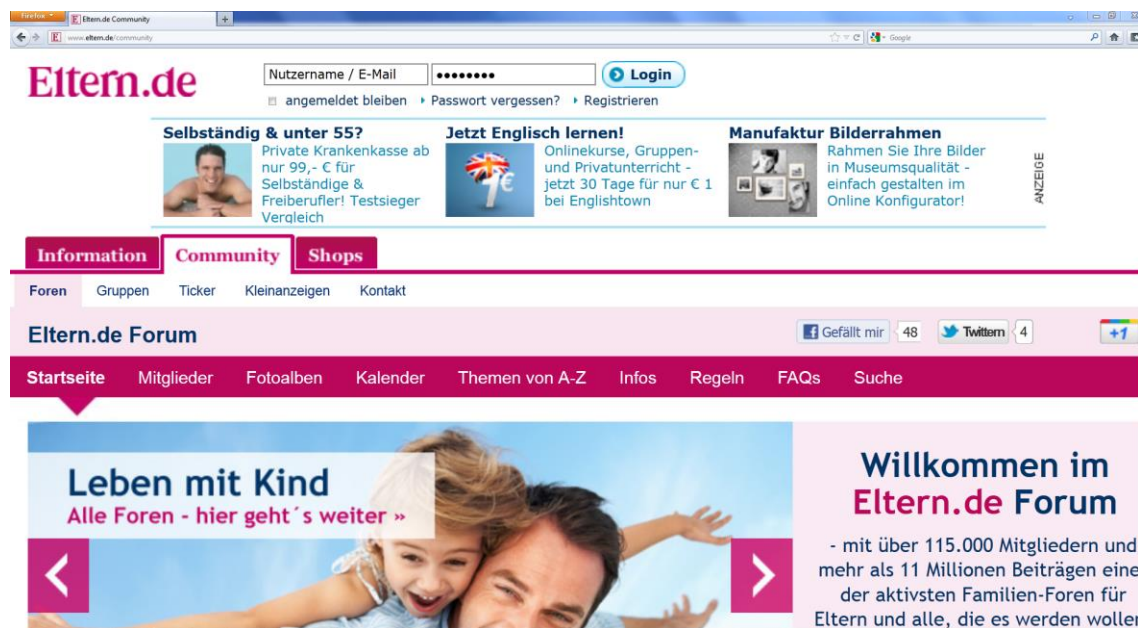 Firefox
Eltern.de Community
www.eltern.de/community
Google
Eltern.de
Nutzername / E-Mail
Login
angemeldet bleiben
Passwort vergessen?
Registrieren
Selbständig & unter 55?
Private Krankenkasse ab
nur 99,- € für
Selbständige &
Freiberufler! Testsieger
Vergleich
Jetzt Englisch lernen!
1€
Onlinekurse, Gruppen-
und Privatunterricht -
jetzt 30 Tage für nur € 1
bei Englishtown
Manufaktur Bilderrahmen
Rahmen Sie Ihre Bilder
in Museumsqualität -
einfach gestalten im
Online Konfigurator!
ANZEIGE
Information Community Shops
Foren Gruppen Ticker Kleinanzeigen Kontakt
Eltern.de Forum
Gefällt mir 48 Twittern 4 +1
Startseite Mitglieder Fotoalben Kalender Themen von A-Z Infos Regeln FAQs Suche
Leben mit Kind
Alle Foren - hier geht´s weiter »
Willkommen im
Eltern.de Forum
- mit über 115.000 Mitgliedern und
mehr als 11 Millionen Beiträgen eine
der aktivsten Familien-Foren für
Eltern und alle, die es werden woller